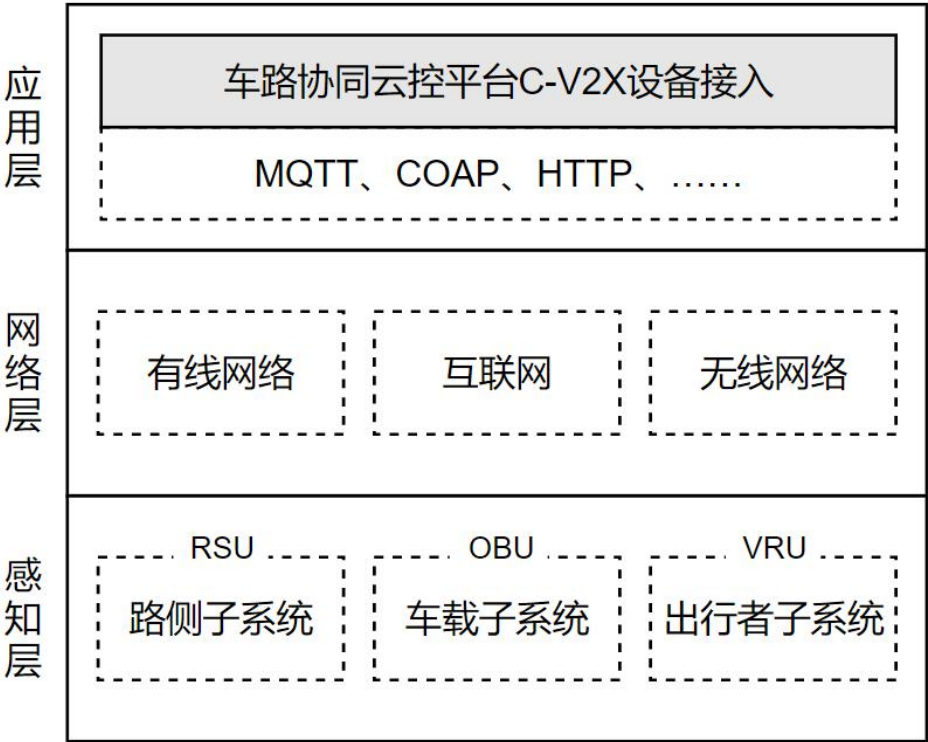 应用层
车路协同云控平台C-V2X设备接入
MQTT、COAP、HTTP、……
网络层
有线网络
互联网
无线网络
感知层
RSU
路侧子系统
OBU
车载子系统
VRU
出行者子系统